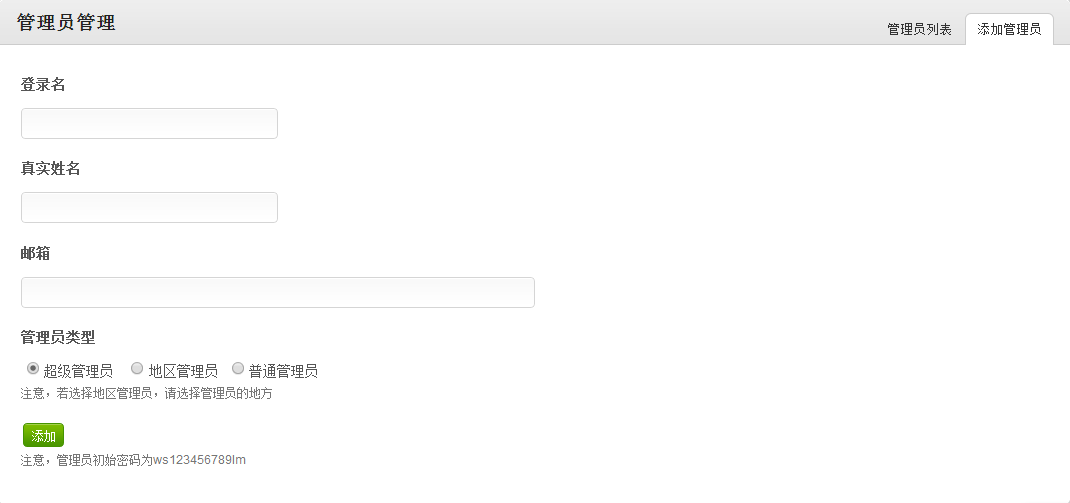 管理员管理
管理员列表 添加管理员
登录名
真实姓名
邮箱
管理员类型
超级管理员 地区管理员 普通管理员
注意，若选择地区管理员，请选择管理员的地方
添加
注意，管理员初始密码为ws123456789lm